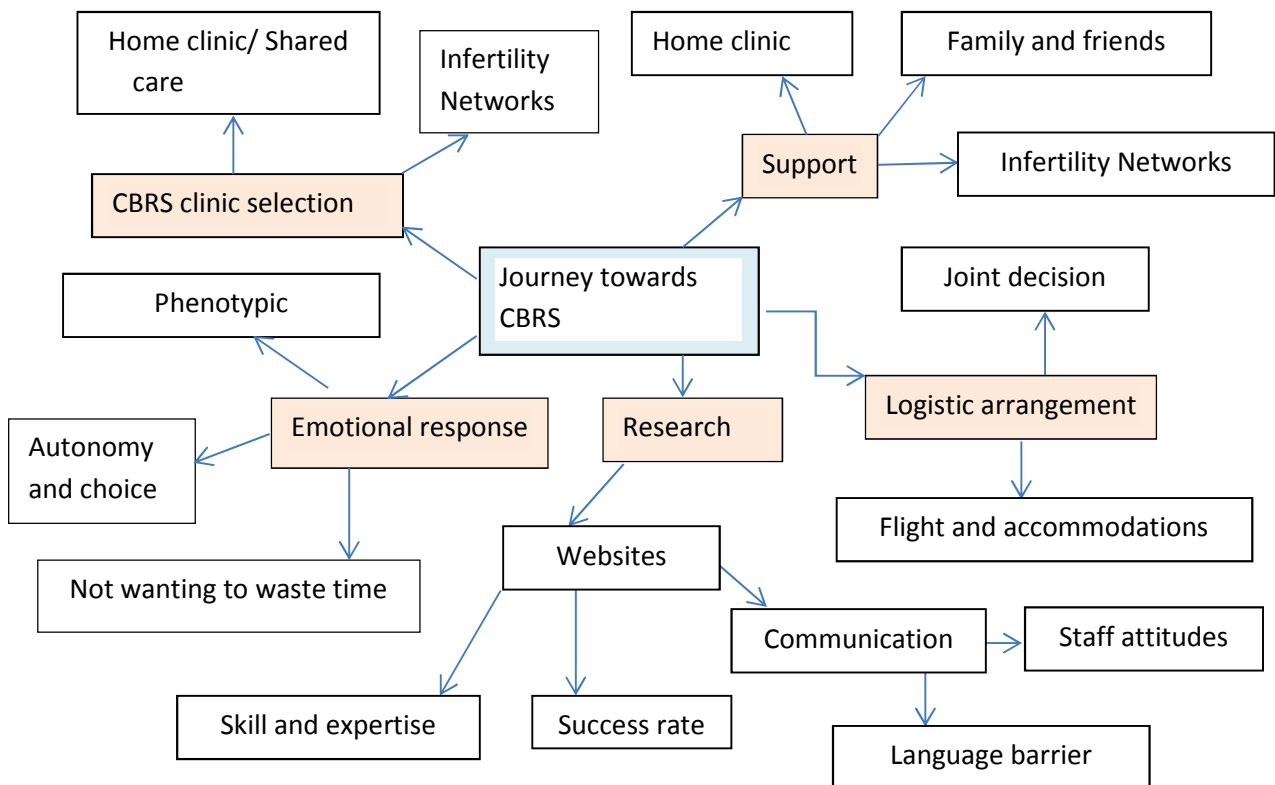 Home clinic/ Shared
care
Infertility
Networks
Home clinic
Family and friends
Support
Infertility Networks
CBRS clinic selection
Journey towards
CBRS
Joint decision
Phenotypic
Logistic arrangement
Emotional response
Research
Autonomy
and choice
Flight and accommodations
Websites
Not wanting to waste time
Communication
Staff attitudes
Skill and expertise
Success rate
Language barrier